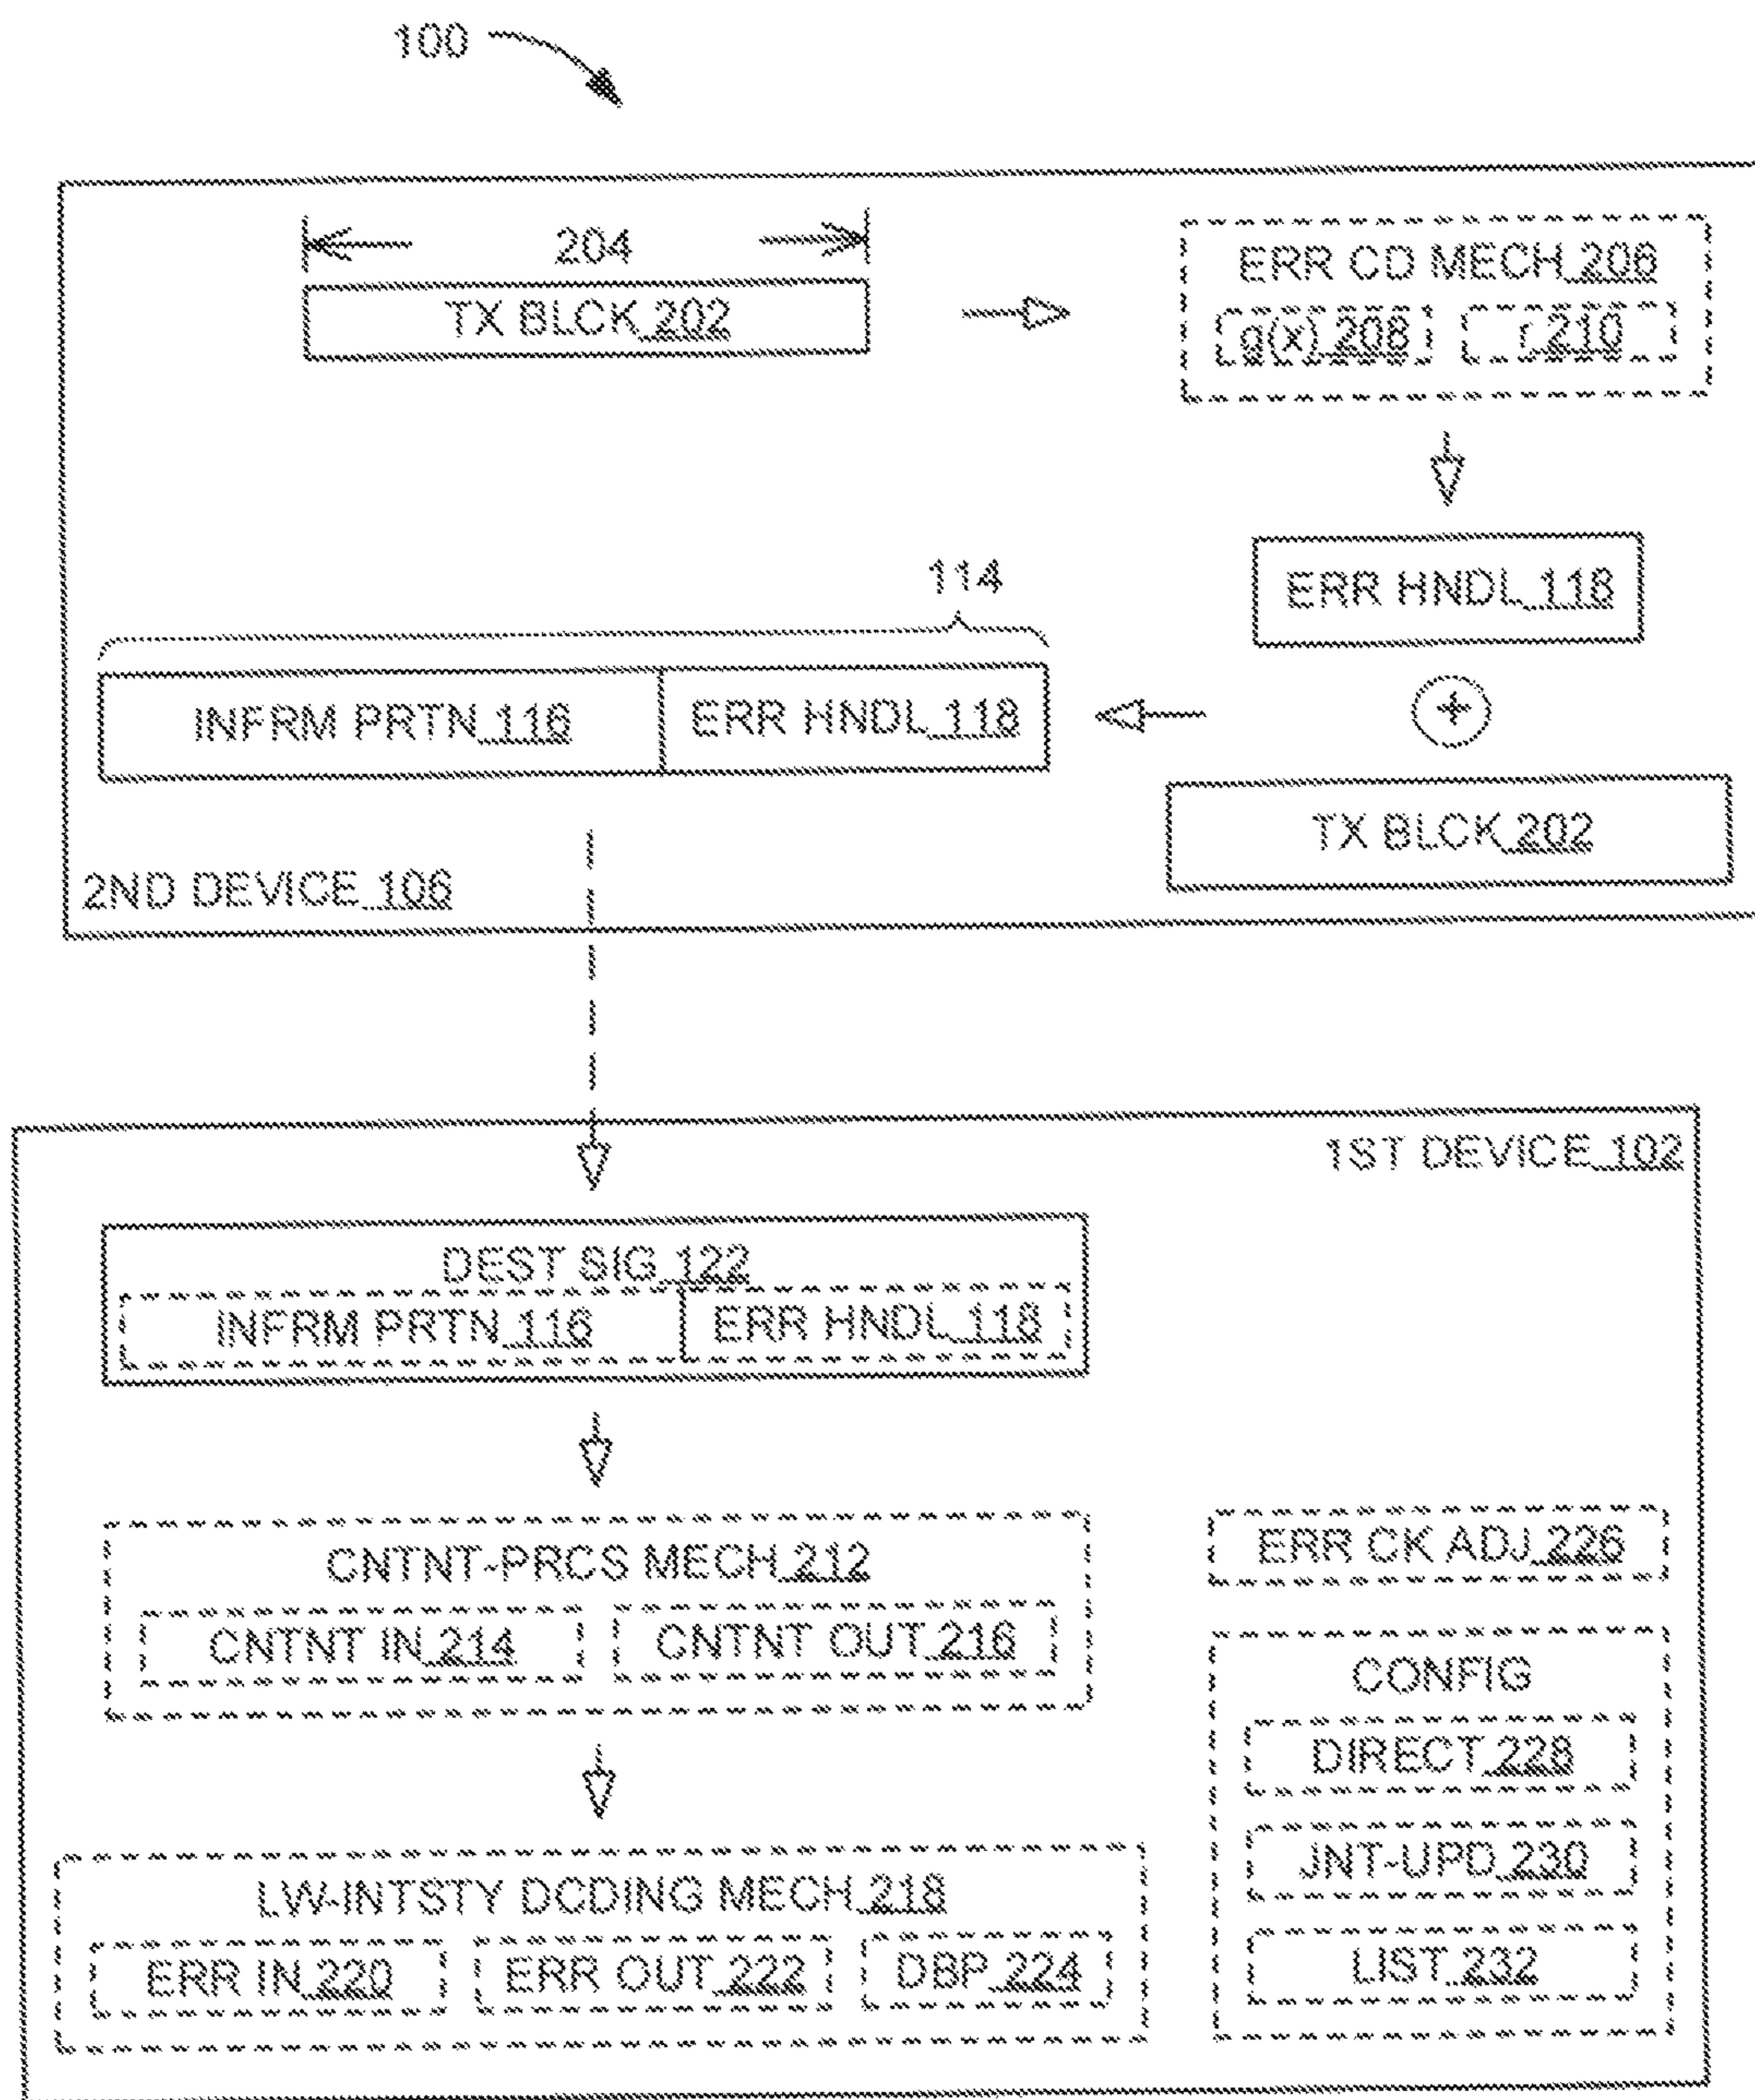 100
204
TX BLCK 202
ERR CD MECH 206
g(x) 208
r 210
ERR HNDL 118
114
INFRM PRTN 116
ERR HNDL 118
+
TX BLCK 202
2ND DEVICE 106
1ST DEVICE 102
DEST SIG 122
INFRM PRTN 116
ERR HNDL 118
CNTNT-PRCS MECH 212
CNTNT IN 214
CNTNT OUT 216
ERR CK ADJ 226
CONFIG
DIRECT 228
JNT-UPD 230
LIST 232
LW-INTSTY DCDING MECH 218
ERR IN 220
ERR OUT 222
DBP 224